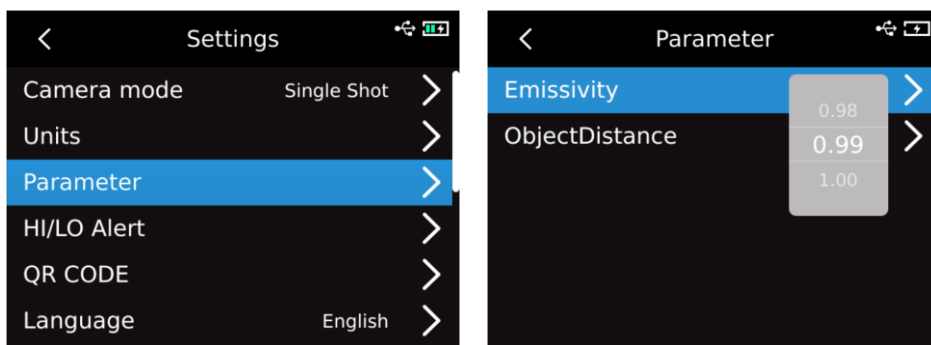 Settings
Camera mode Single Shot
Units
Parameter
HI/LO Alert
QR CODE
Language English
Parameter
Emissivity
0.98
ObjectDistance
0.99
1.00